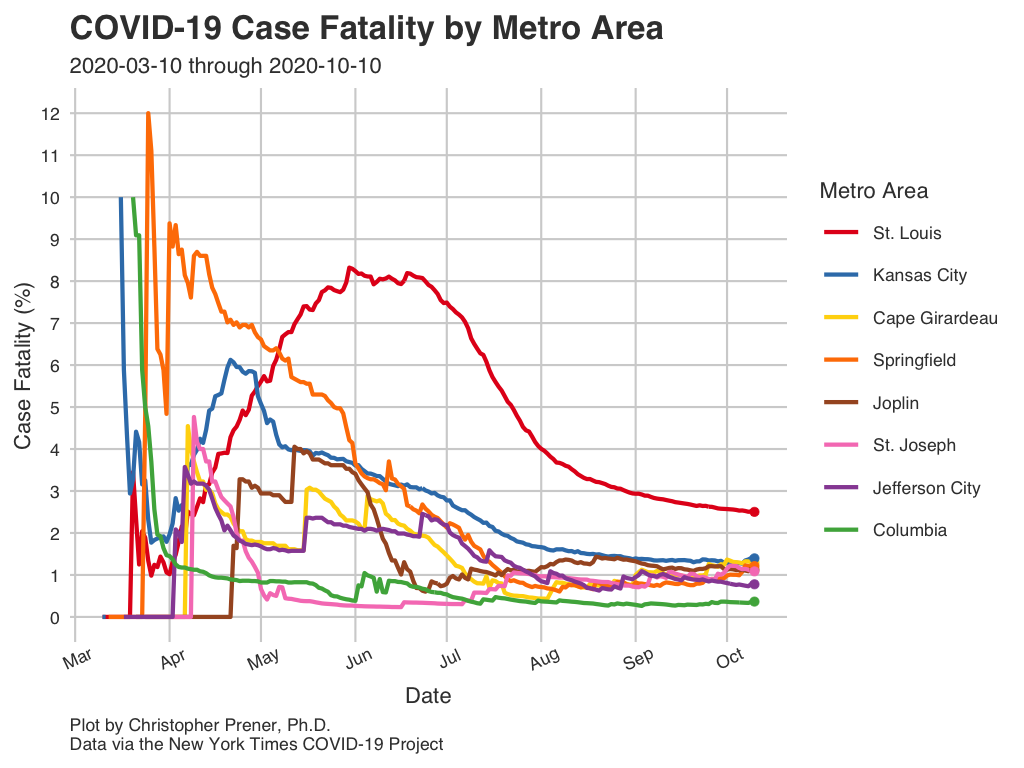 COVID-19 Case Fatality by Metro Area
2020-03-10 through 2020-10-10
Case Fatality (%)
12
11
10
9
8
7
6
5
4
3
2
1
0
Mar
Apr
May
Jun
Jul
Aug
Sep
Oct
Date
Metro Area
St. Louis
Kansas City
Cape Girardeau
Springfield
Joplin
St. Joseph
Jefferson City
Columbia
Plot by Christopher Prener, Ph.D.
Data via the New York Times COVID-19 Project